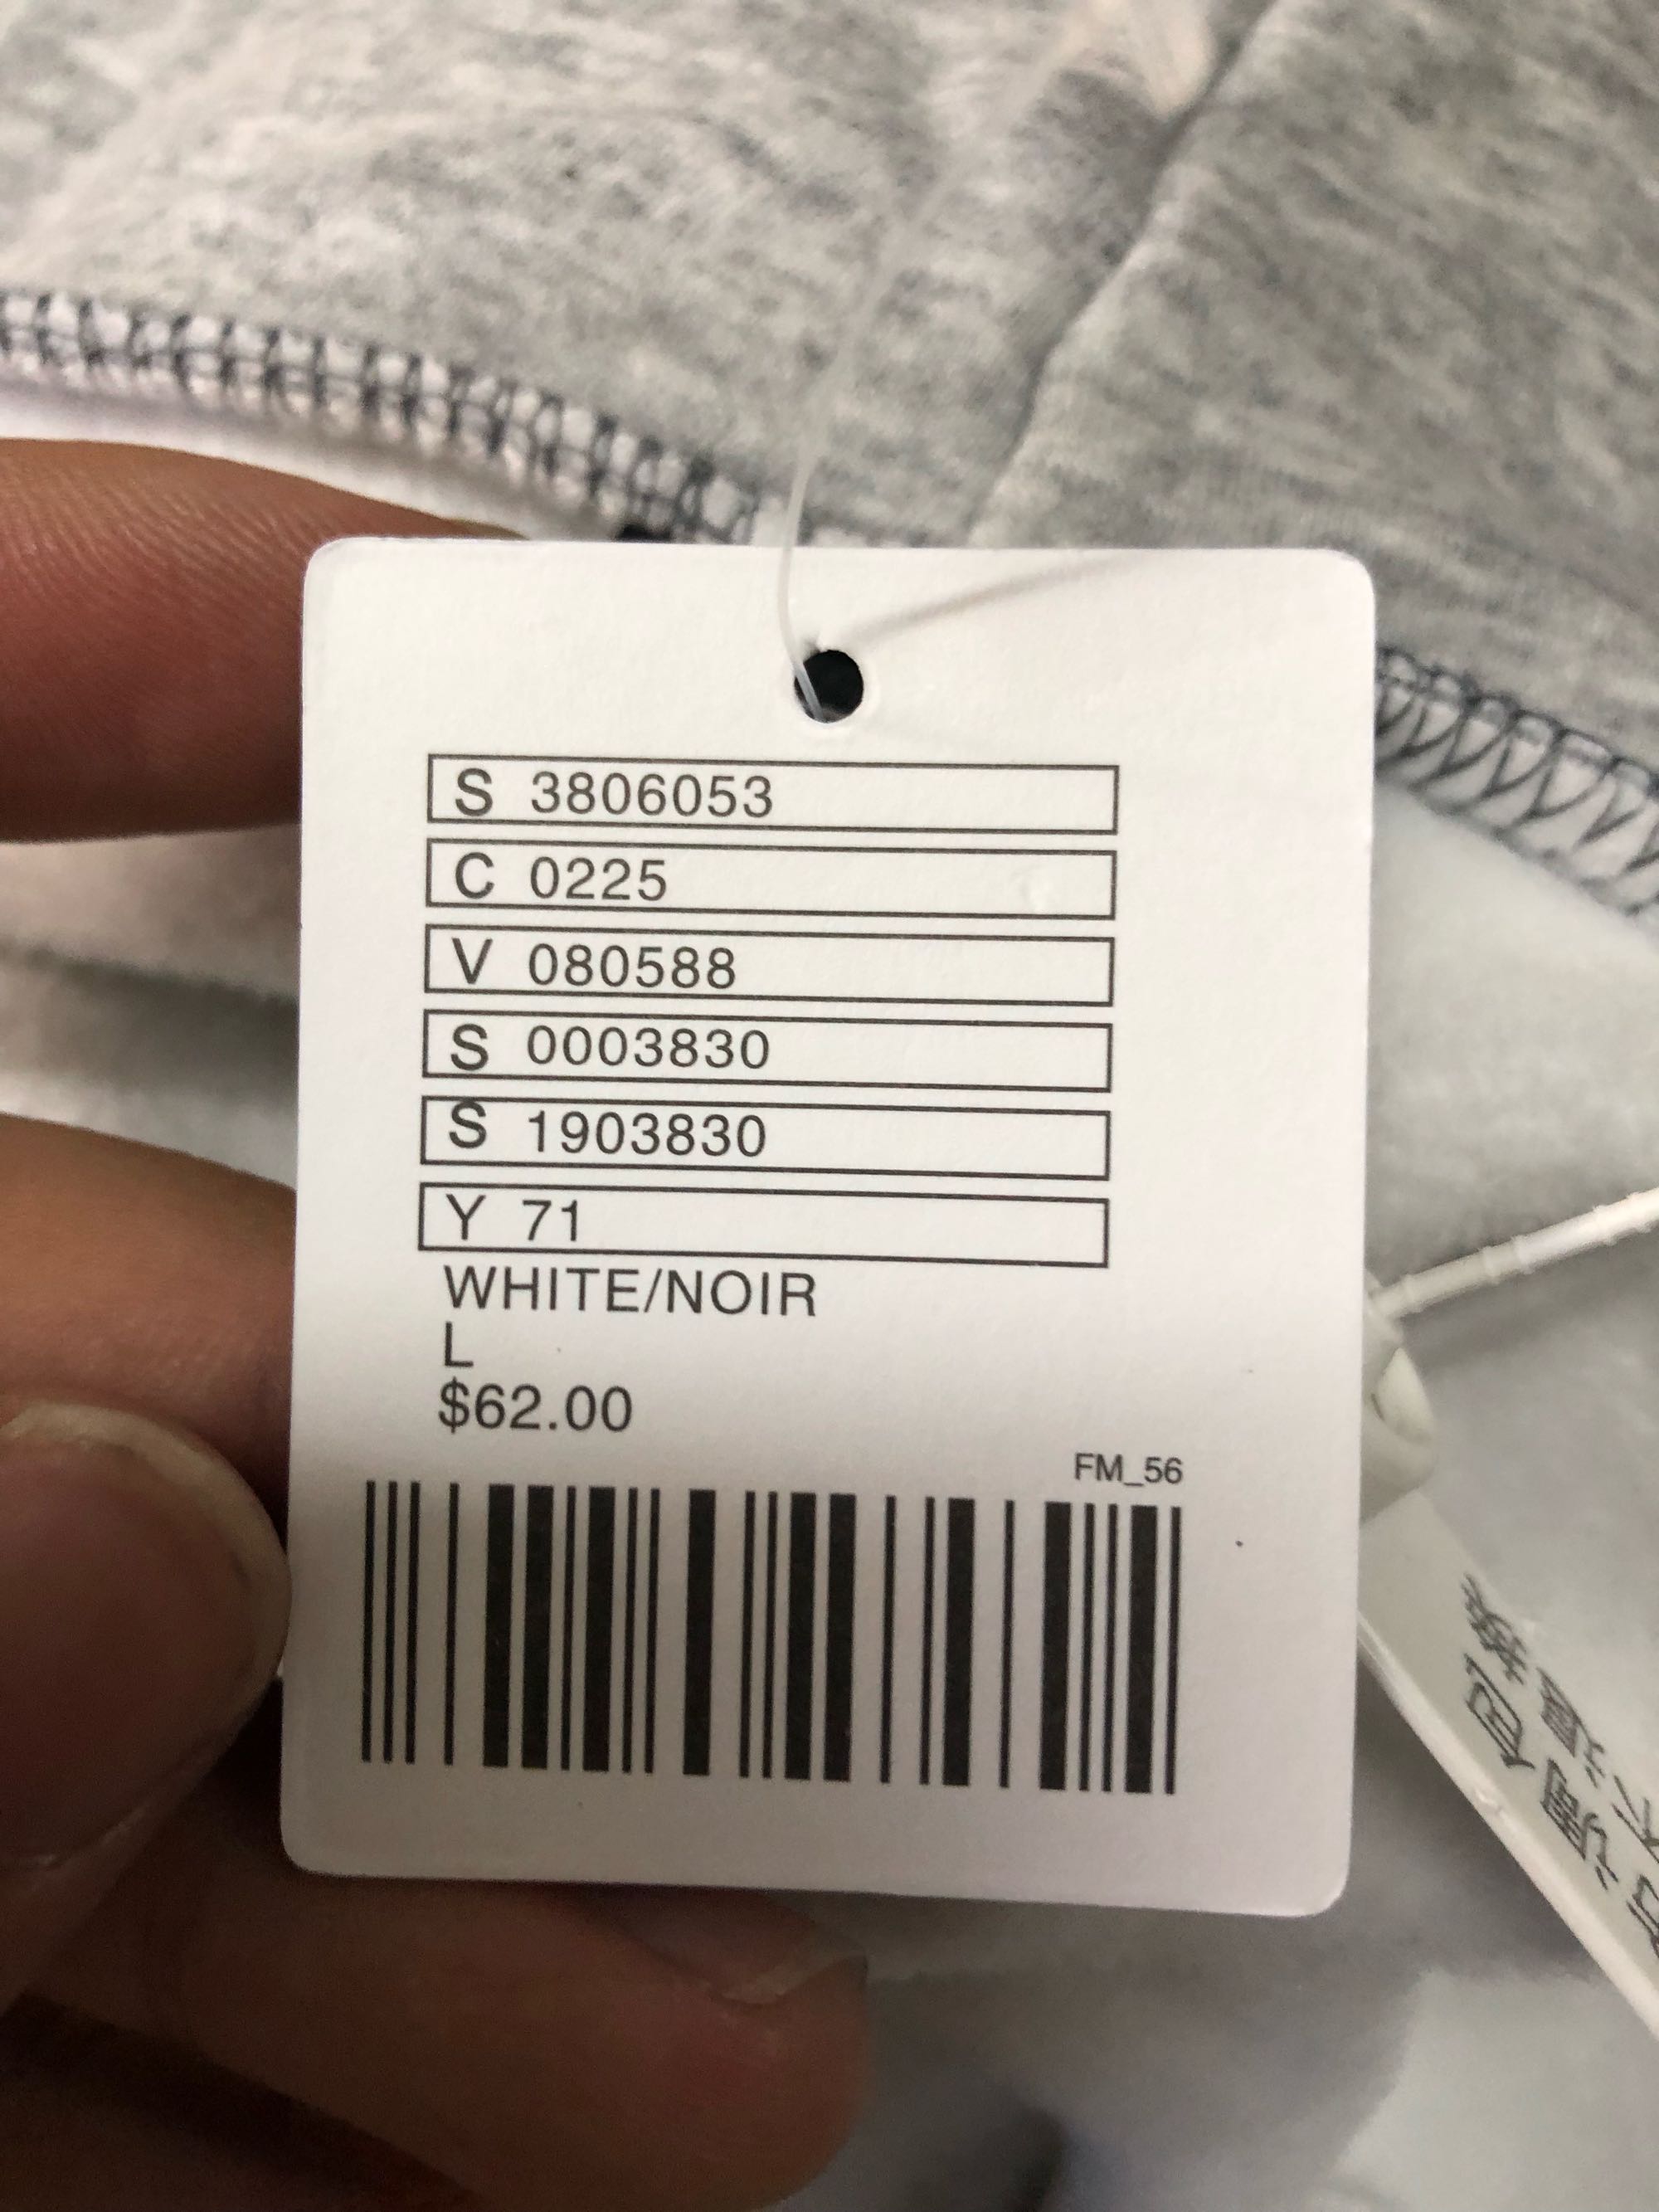 S 3806053
C 0225
V 080588
S 0003830
S 1903830
Y 71
WHITE/NOIR
L
$62.00
FM_56